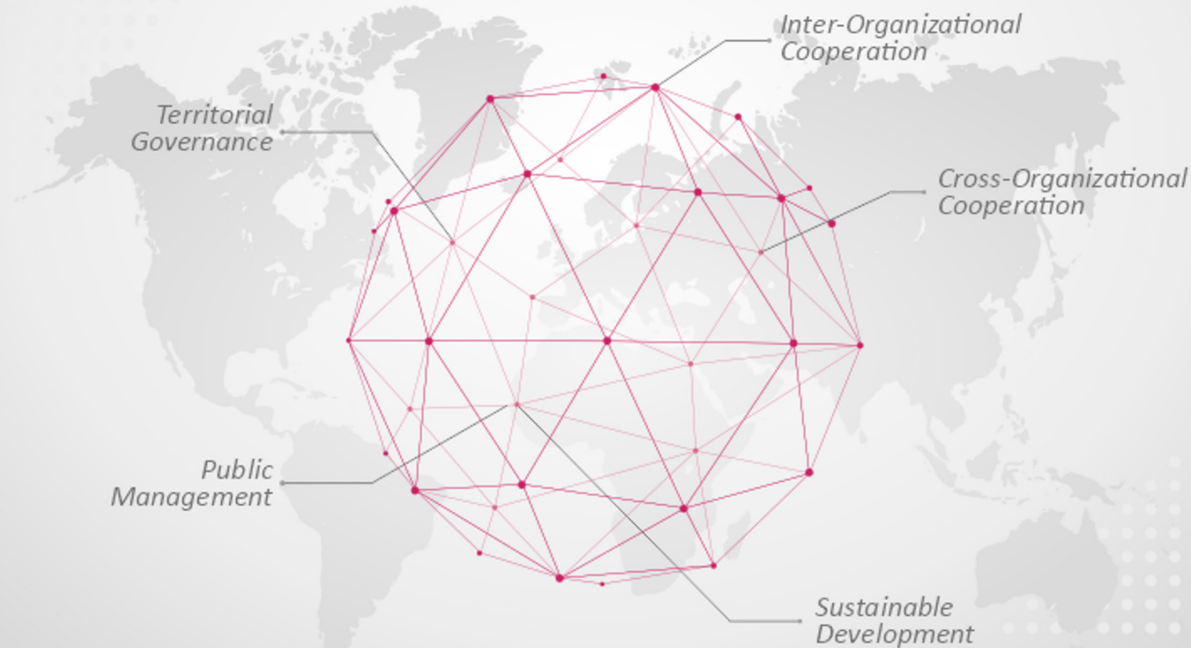 Inter-Organizational
Cooperation
Territorial
Governance
Cross-Organizational
Cooperation
Public
Management
Sustainable
Development